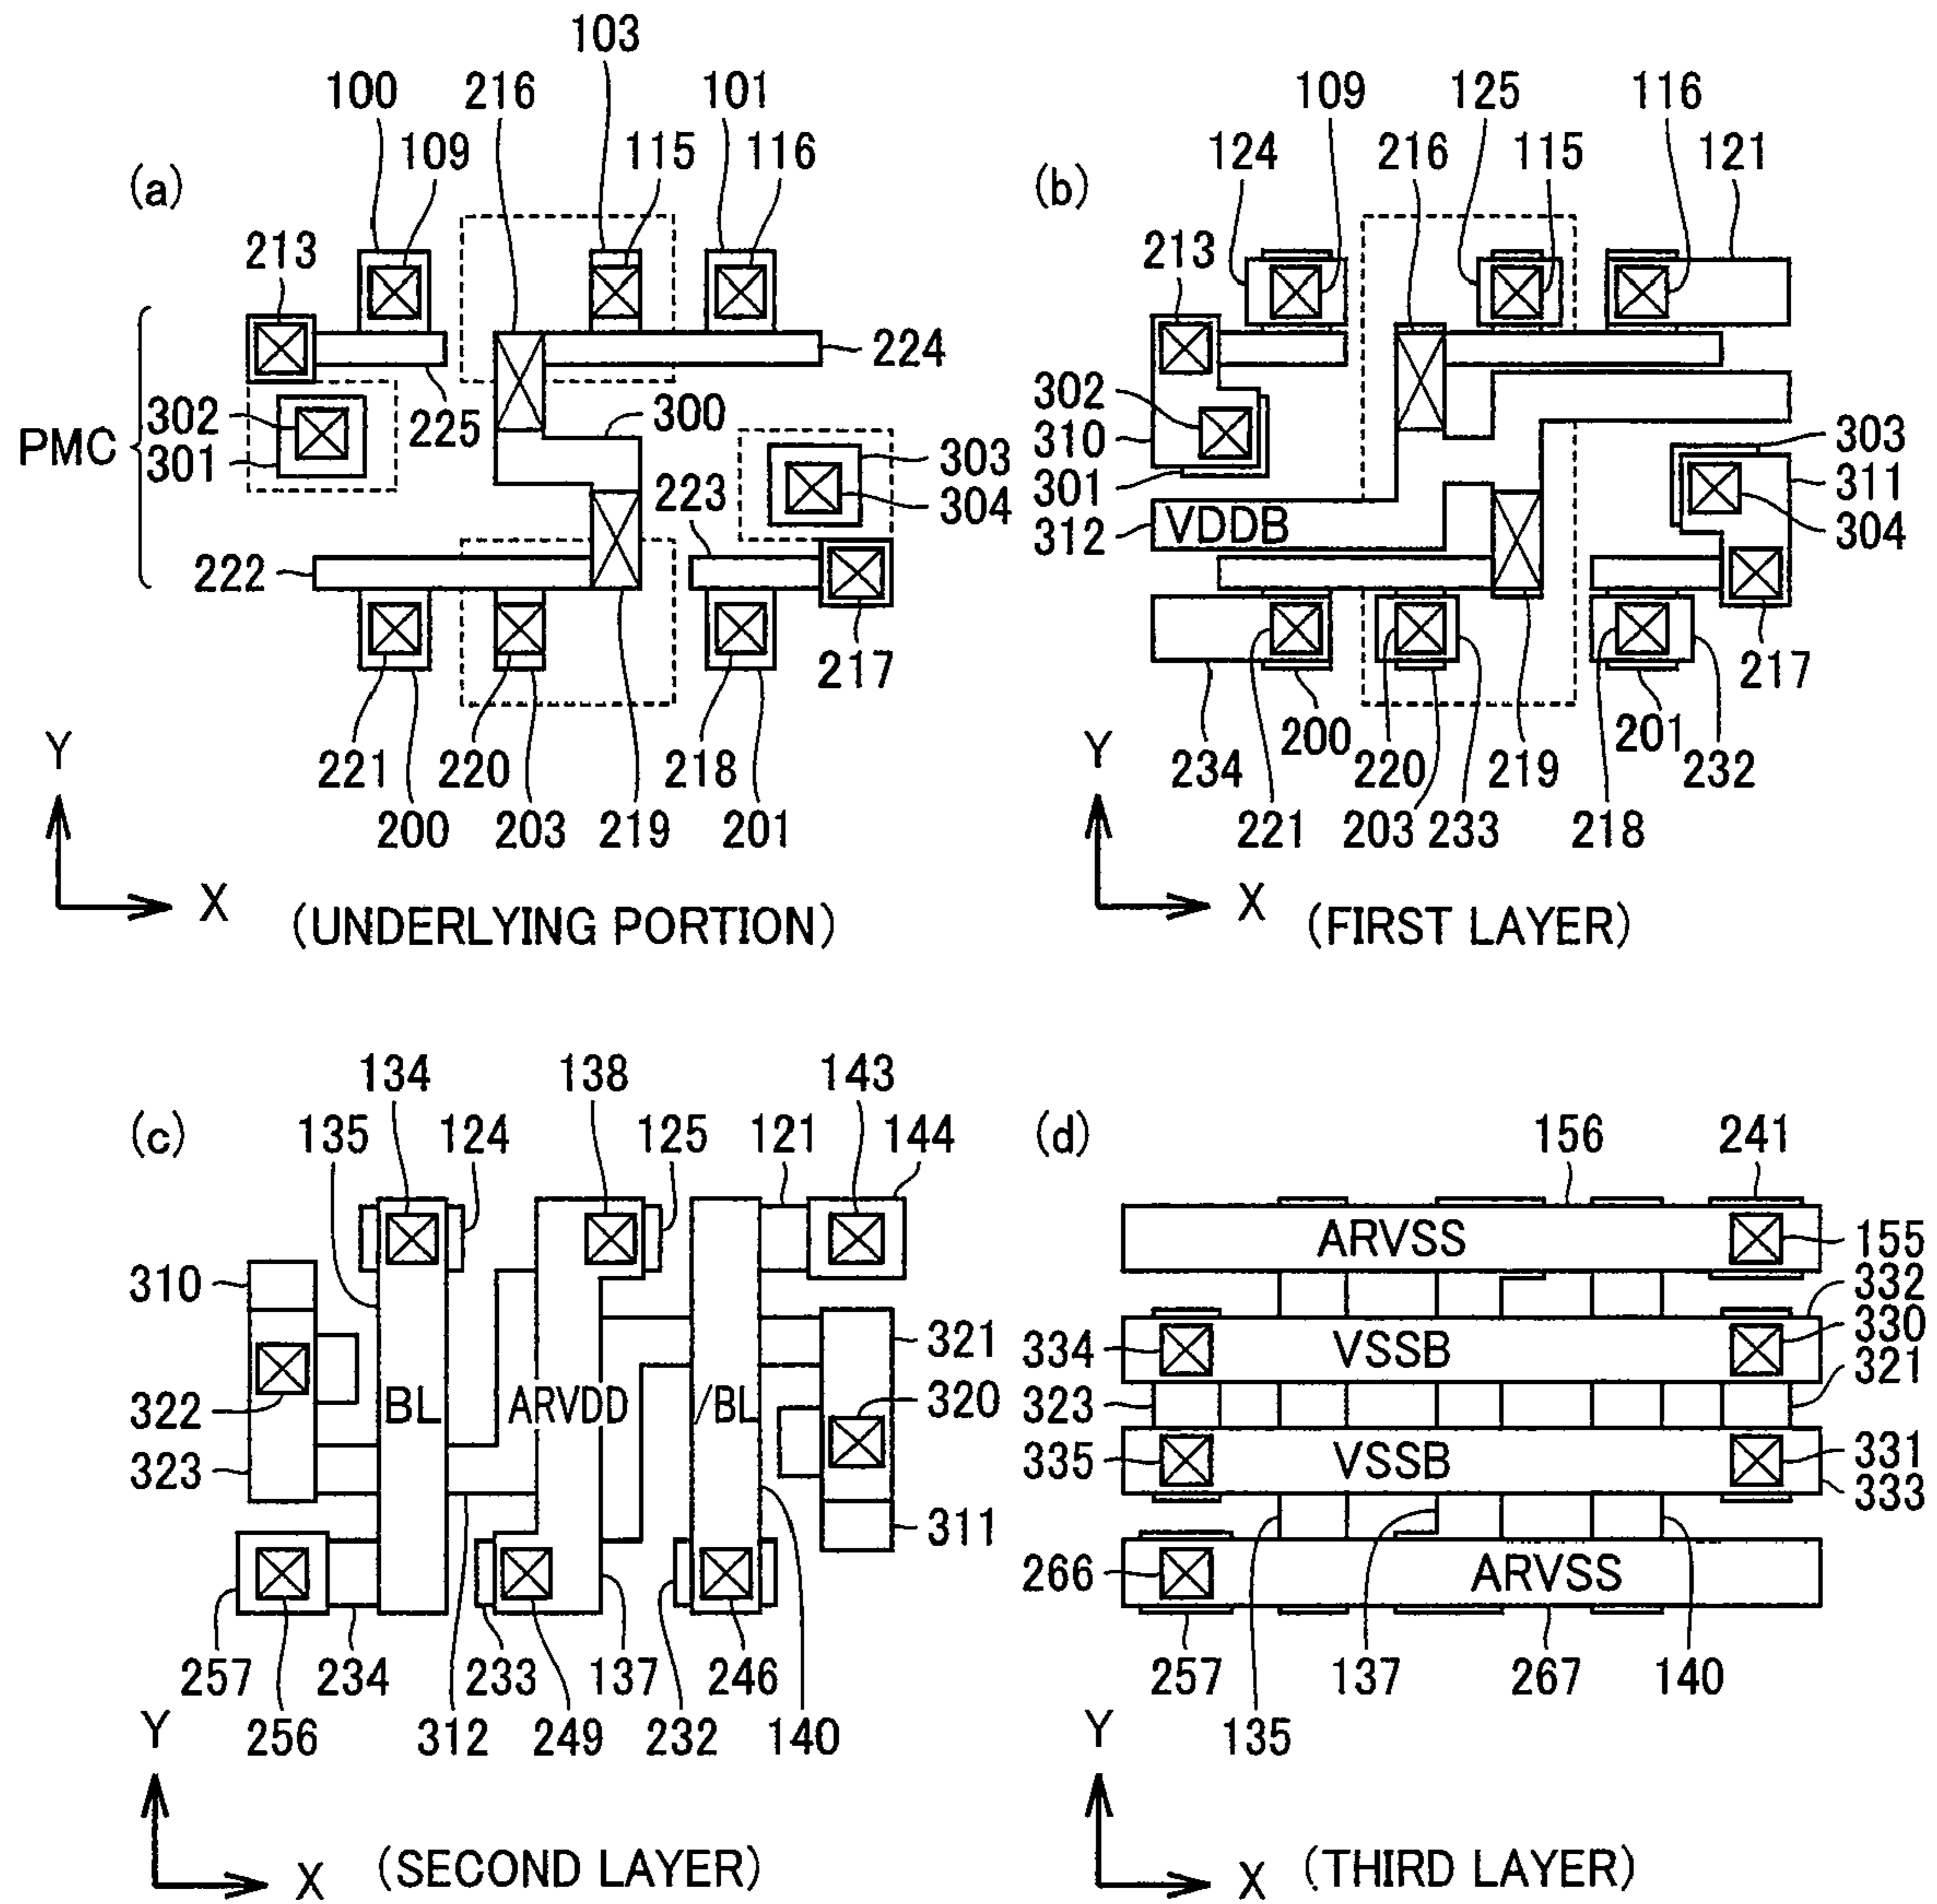 103
100 216 101
109 115 116
(a)
213
224
PMC
302
301
225
300
303
304
223
222
217
221 220 218
200 203 219 201
Y
X
(UNDERLYING PORTION)
109 125 116
124 216 115 121
(b)
213
302
310
301
312
VDDB
303
311
304
217
200 201
234 220 219 232
221 203 233 218
Y
X
(FIRST LAYER)
134 138 143
(c)
135 124 125 121 144
310
322
323
BL
ARVDD
/BL
321
320
311
257 234 233 137 246
256 312 249 232 140
Y
X
(SECOND LAYER)
(d)
156 241
ARVSS
155
332
334
VSSB
330
321
323
335
VSSB
331
333
266
ARVSS
257 137 267 140
135
Y
X
(THIRD LAYER)